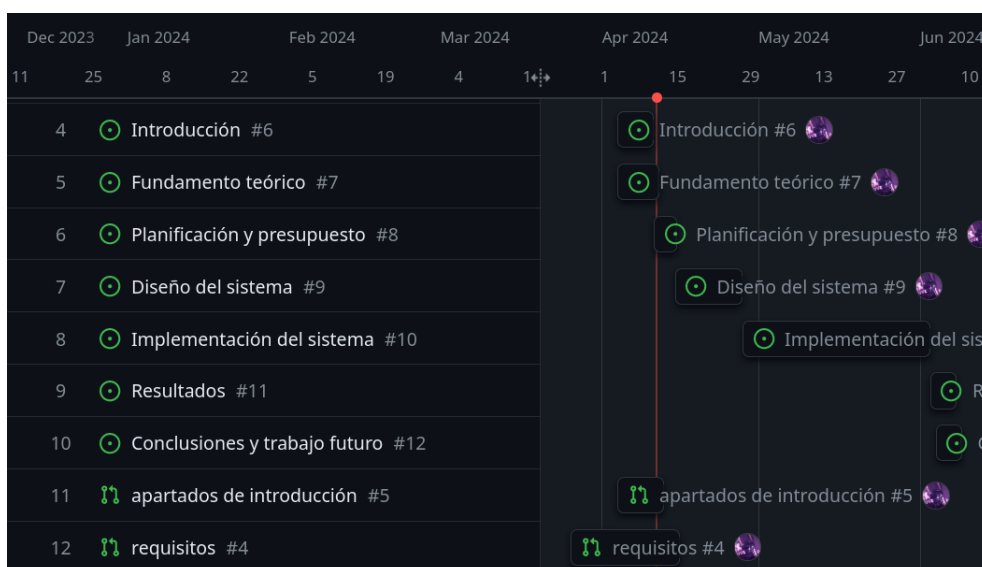 Dec 2023 Jan 2024 Feb 2024 Mar 2024 Apr 2024 May 2024 Jun 2024
11 25 8 22 5 19 4 1 15 29 13 27 10
4 Introducción #6 Introducción #6
5 Fundamento teórico #7 Fundamento teórico #7
6 Planificación y presupuesto #8 Planificación y presupuesto #8
7 Diseño del sistema #9 Diseño del sistema #9
8 Implementación del sistema #10 Implementación del sis
9 Resultados #11 R
10 Conclusiones y trabajo futuro #12
11 apartados de introducción #5 apartados de introducción #5
12 requisitos #4 requisitos #4